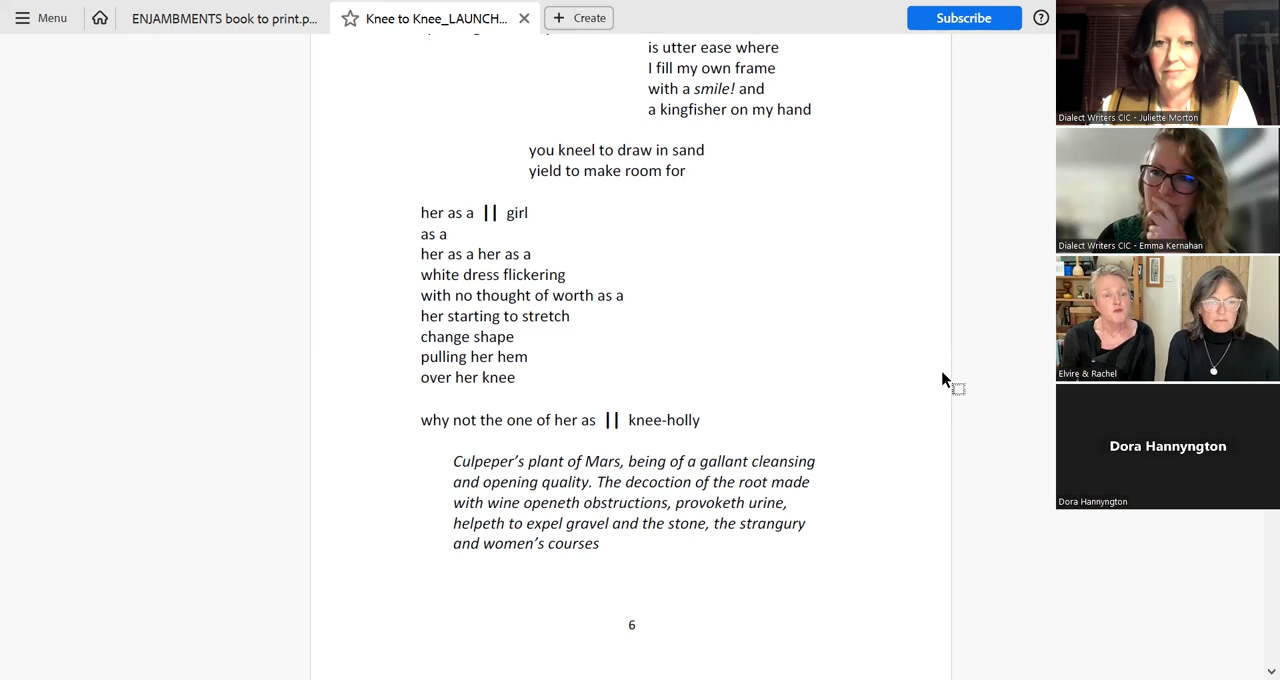 Menu
ENJAMBMENTS book to print.p...
Knee to Knee_LAUNCH...
+ Create
Subscribe
?
is utter ease where
I fill my own frame
with a smile! and
a kingfisher on my hand
you kneel to draw in sand
yield to make room for
her as a || girl
as a
her as a her as a
white dress flickering
with no thought of worth as a
her starting to stretch
change shape
pulling her hem
over her knee
why not the one of her as || knee-holly
Culpeper's plant of Mars, being of a gallant cleansing
and opening quality. The decoction of the root made
with wine openeth obstructions, provoketh urine,
helpeth to expel gravel and the stone, the strangury
and women's courses
6
Dialect Writers CIC - Juliette Morton
Dialect Writers CIC - Emma Kernahan
Elvire & Rachel
Dora Hannyngton
Dora Hannyngton